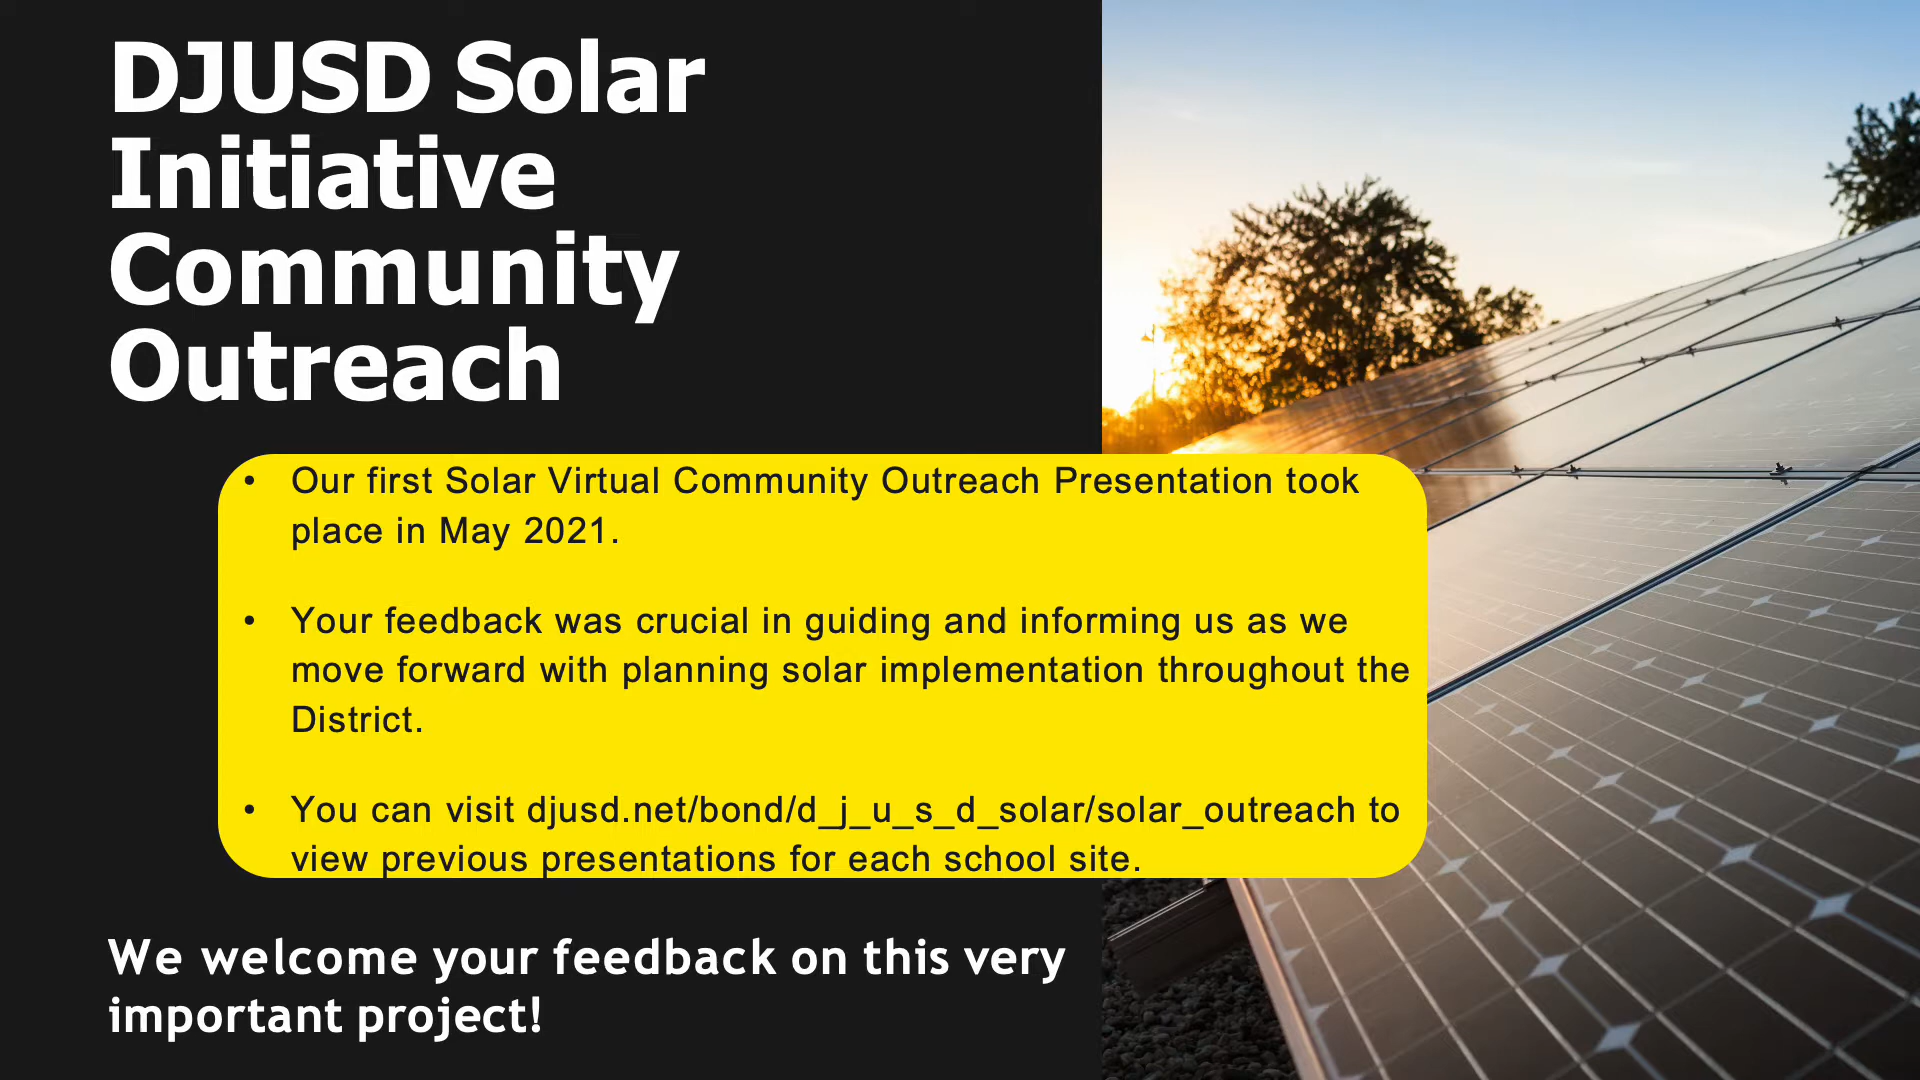 DJUSD Solar
Initiative
Community
Outreach
• Our first Solar Virtual Community Outreach Presentation took
place in May 2021.
• Your feedback was crucial in guiding and informing us as we
move forward with planning solar implementation throughout the
District.
• You can visit djusd.net/bond/d_j_u_s_d_solar/solar_outreach to
view previous presentations for each school site.
We welcome your feedback on this very
important project!